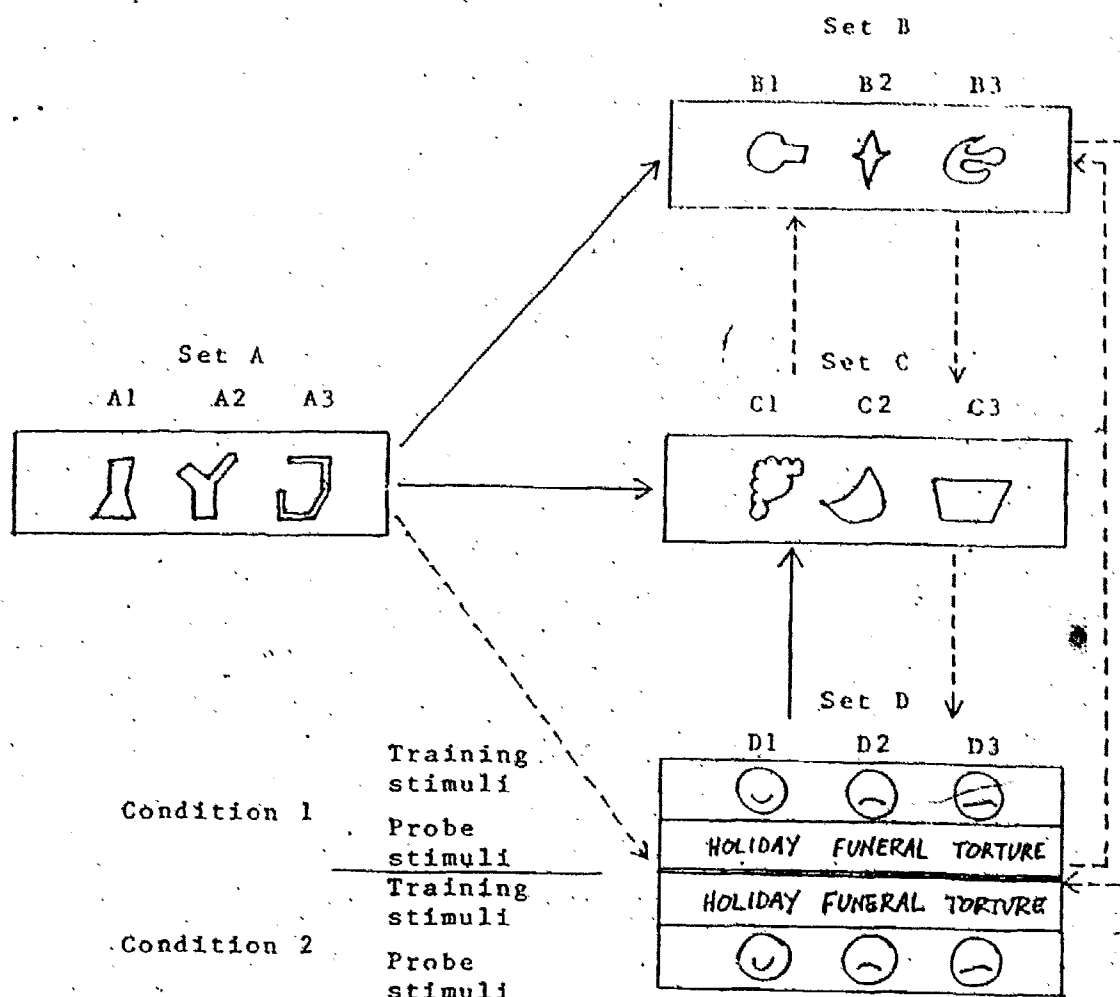 Set B
B1 B2 B3
Set A
A1 A2 A3
Set C
C1 C2 C3
Set D
D1 D2 D3
Condition 1
Training
stimuli
Probe
stimuli
HOLIDAY FUNERAL TORTURE
Condition 2
Training
stimuli
HOLIDAY FUNERAL TORTURE
Probe
stimuli